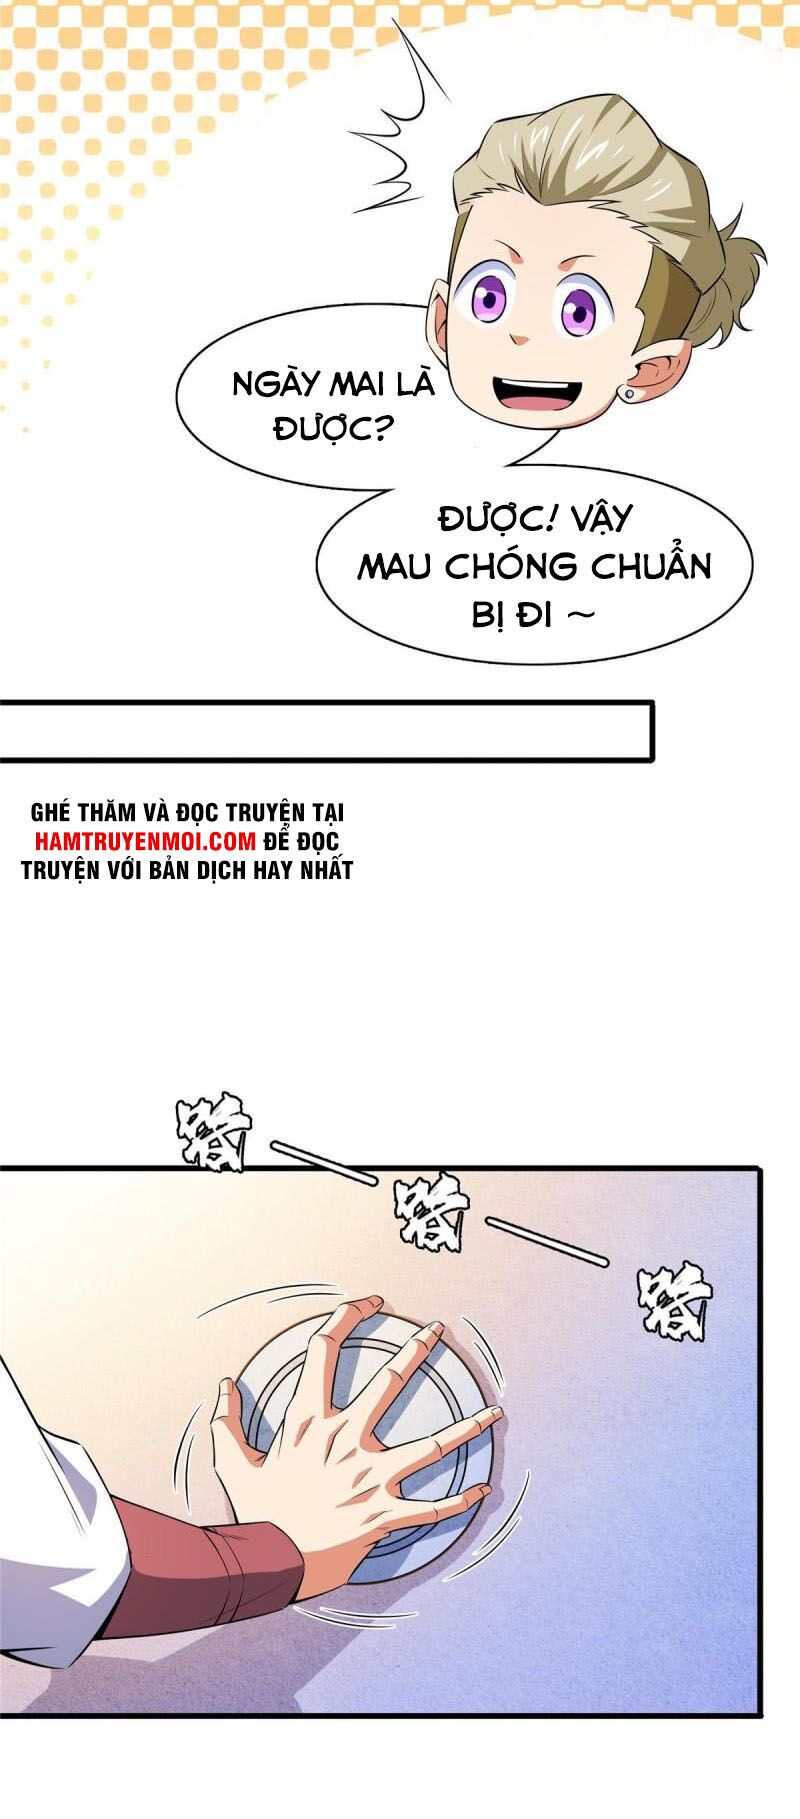 NGÀY MAI LÀ
ĐƯỢC?
ĐƯỢC! VẬY
MAU CHÓNG CHUẨN
BỊ ĐI ~
GHÉ THĂM VÀ ĐỌC TRUYỆN TẠI
HAMTRUYENMOI.COM ĐỂ ĐỌC
TRUYỆN VỚI BẢN DỊCH HAY NHẤT